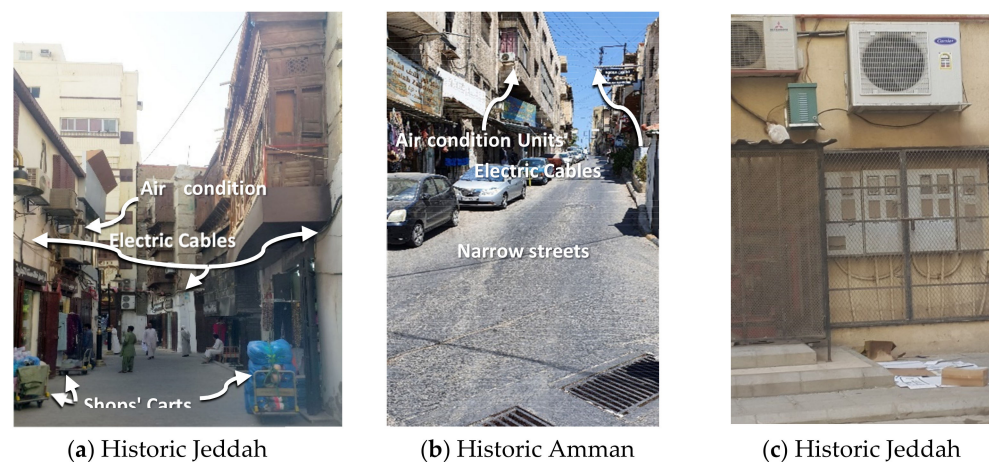 Air condition
Electric Cables
Shops' Carts
Air condition Units
Electric Cables
Narrow streets
Carrier
(a) Historic Jeddah
(b) Historic Amman
(c) Historic Jeddah